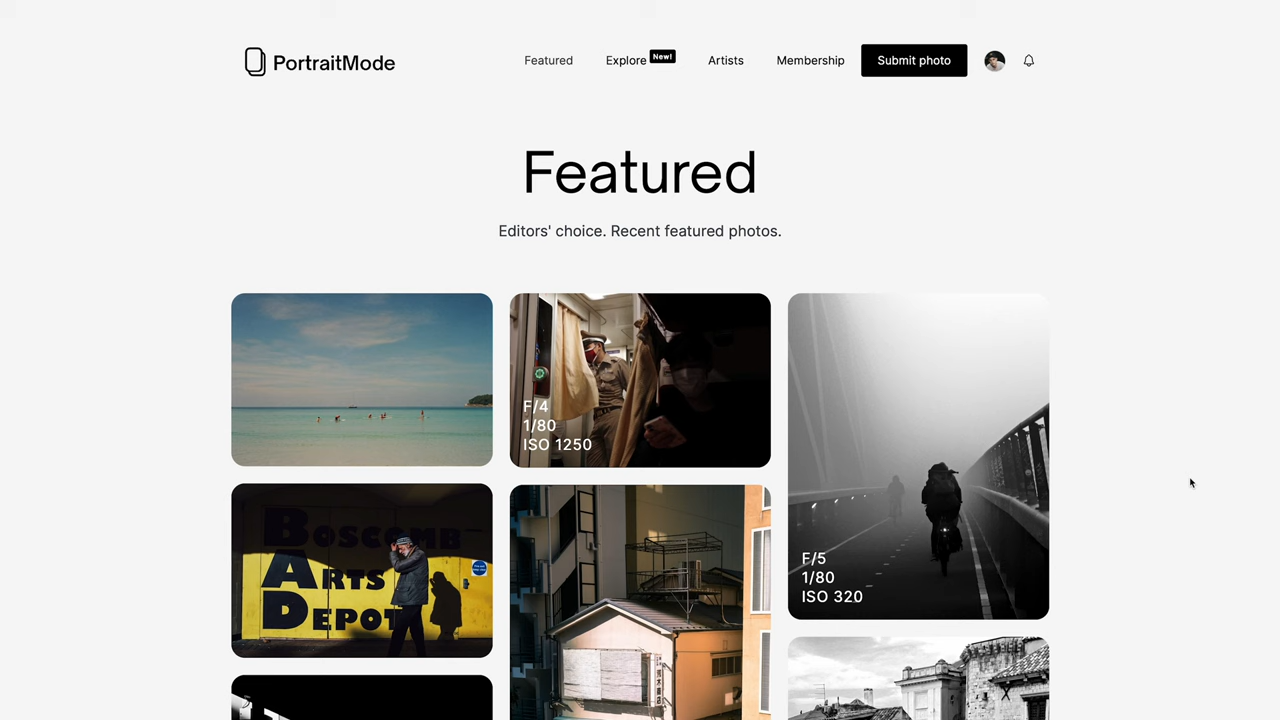 PortraitMode
Featured
Explore
New!
Artists
Membership
Submit photo
Featured
Editors' choice. Recent featured photos.
F/4
1/80
ISO 1250
F/5
1/80
ISO 320
BOSCOMB
ARTS
DEPOT